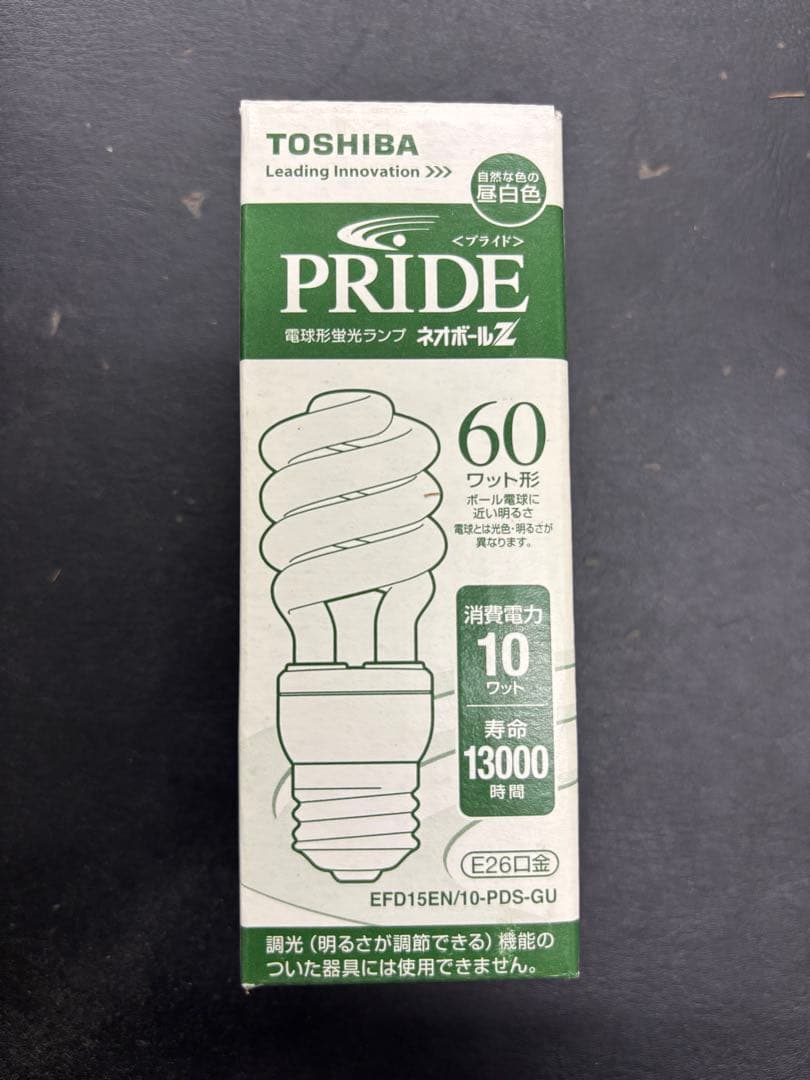 TOSHIBA
Leading Innovation >>>
自然な色の
昼白色
<プライド>
PRIDE
電球形蛍光ランプ ネオボールZ
60
ワット形
ボール電球に
近い明るさ
電球とは光色・明るさが
異なります。
消費電力
10
ワット
寿命
13000
時間
E26口金
EFD15EN/10-PDS-GU
調光(明るさが調節できる)機能の
ついた器具には使用できません。